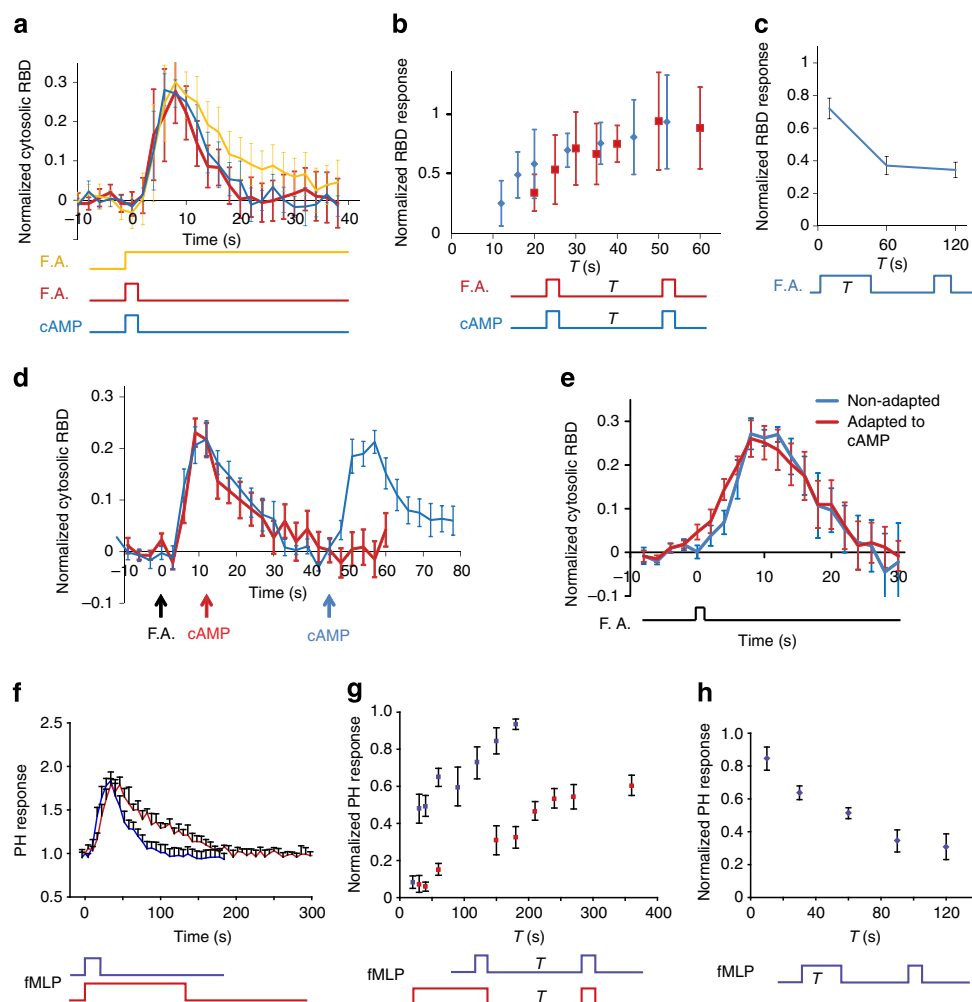 a
Normalized cytosolic RBD
0.3
0.2
0.1
0
–10
0
10
20
30
40
Time (s)
F.A.
F.A.
cAMP
b
Normalized RBD response
1
0.5
0
0
10
20
30
40
50
60
T (s)
F.A.
T
cAMP
T
c
Normalized RBD response
1
0.8
0.6
0.4
0.2
0
0
60
120
T (s)
F.A.
T
d
Normalized cytosolic RBD
0.3
0.2
0.1
0
–0.1
–10
0
10
20
30
40
50
60
70
80
Time (s)
F.A.
cAMP
cAMP
e
Non-adapted
Adapted to
cAMP
Normalized cytosolic RBD
0.3
0.2
0.1
0
–0.1
–10
0
10
20
30
F. A.
Time (s)
f
PH response
2.5
2.0
1.5
1.0
0.5
0
100
200
300
Time (s)
fMLP
g
Normalized PH response
1.0
0.8
0.6
0.4
0.2
0
0
100
200
300
400
T (s)
fMLP
T
T
h
Normalized PH response
1.0
0.8
0.6
0.4
0.2
0
0
40
80
120
T (s)
fMLP
T